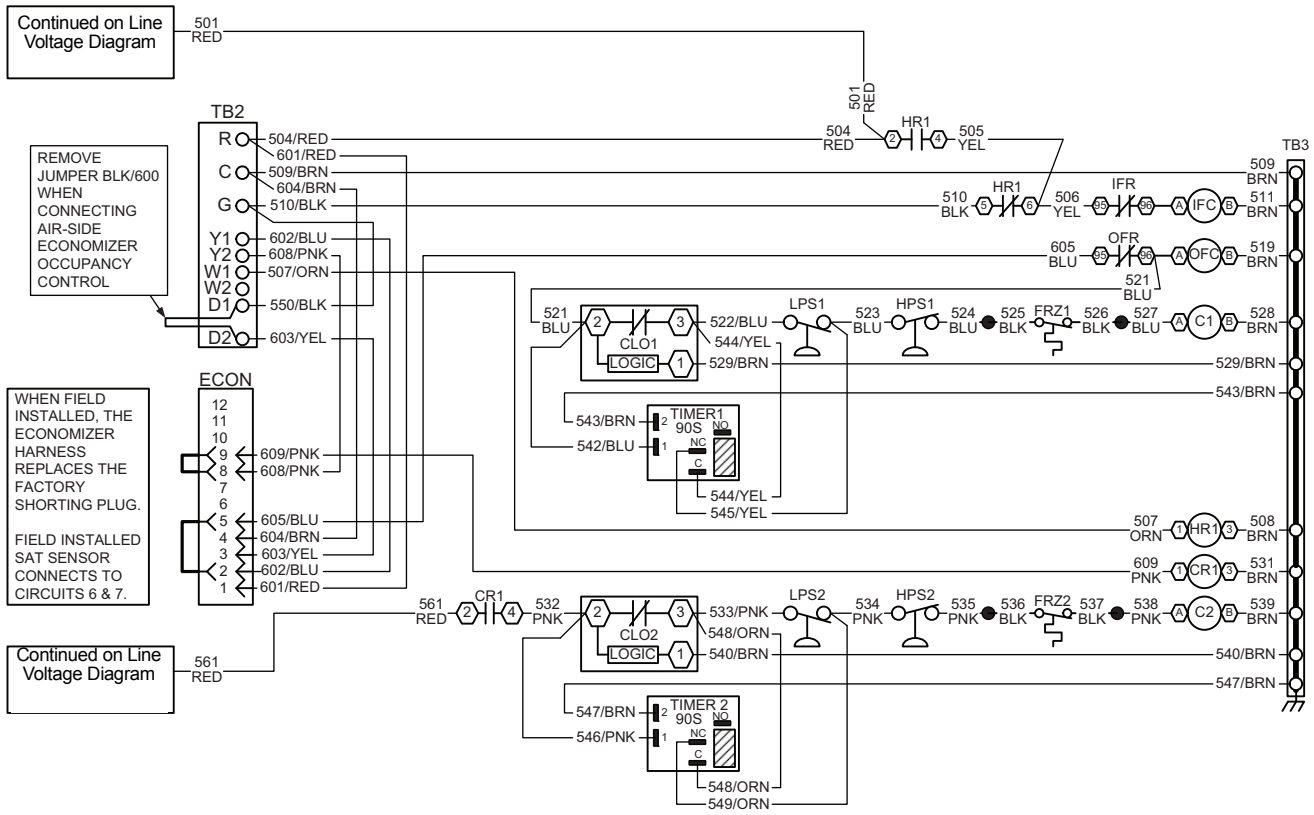 Continued on Line
Voltage Diagram
501
RED
501
RED
TB2
R
504/RED
601/RED
504
RED
2
HR1
4
505
YEL
TB3
REMOVE
JUMPER BLK/600
WHEN
CONNECTING
AIR-SIDE
ECONOMIZER
OCCUPANCY
CONTROL
C
509/BRN
604/BRN
509
BRN
G
510/BLK
510
BLK
5
HR1
6
506
YEL
95
IFR
96
A
IFC
B
511
BRN
Y1
602/BLU
Y2
608/PNK
W1
507/ORN
W2
D1
550/BLK
D2
603/YEL
605
BLU
95
OFR
96
A
OFC
B
519
BRN
521
BLU
521
BLU
2
CLO1
3
522/BLU
544/YEL
LOGIC
1
529/BRN
LPS1
523
BLU
HPS1
524
BLU
525
BLK
FRZ1
526
BLK
527
BLU
A
C1
B
528
BRN
529/BRN
543/BRN
543/BRN
2
TIMER1
90S
NO
542/BLU
1
NC
C
544/YEL
545/YEL
WHEN FIELD
INSTALLED, THE
ECONOMIZER
HARNESS
REPLACES THE
FACTORY
SHORTING PLUG.
FIELD INSTALLED
SAT SENSOR
CONNECTS TO
CIRCUITS 6 & 7.
ECON
12
11
10
9
609/PNK
8
608/PNK
7
6
5
605/BLU
4
604/BRN
3
603/YEL
2
602/BLU
1
601/RED
507
ORN
1
HR1
3
508
BRN
609
PNK
1
CR1
3
531
BRN
561
RED
2
CR1
4
532
PNK
2
CLO2
3
533/PNK
548/ORN
LOGIC
1
540/BRN
LPS2
534
PNK
HPS2
535
PNK
536
BLK
FRZ2
537
BLK
538
PNK
A
C2
B
539
BRN
540/BRN
547/BRN
Continued on Line
Voltage Diagram
561
RED
547/BRN
2
TIMER 2
90S
NO
546/PNK
1
NC
C
548/ORN
549/ORN